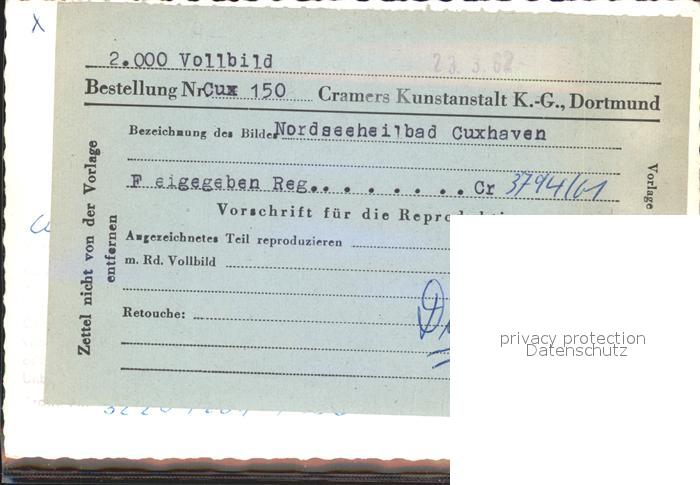 x
2.000 Vollbild 23.3.62
Bestellung Nr Cux 150 Cramers Kunstanstalt K.-G., Dortmund
Bezeichnung des Bildes Nordseeheilbad Cuxhaven
F eigegeben Reg.. . . . . . . . Cr 3794/61
Vorschrift für die Reprodukti
Angezeichnetes Teil reproduzieren
m. Rd. Vollbild
Retouche:
Zettel nicht von der Vorlage
entfernen
Vorlage
privacy protection
Datenschutz